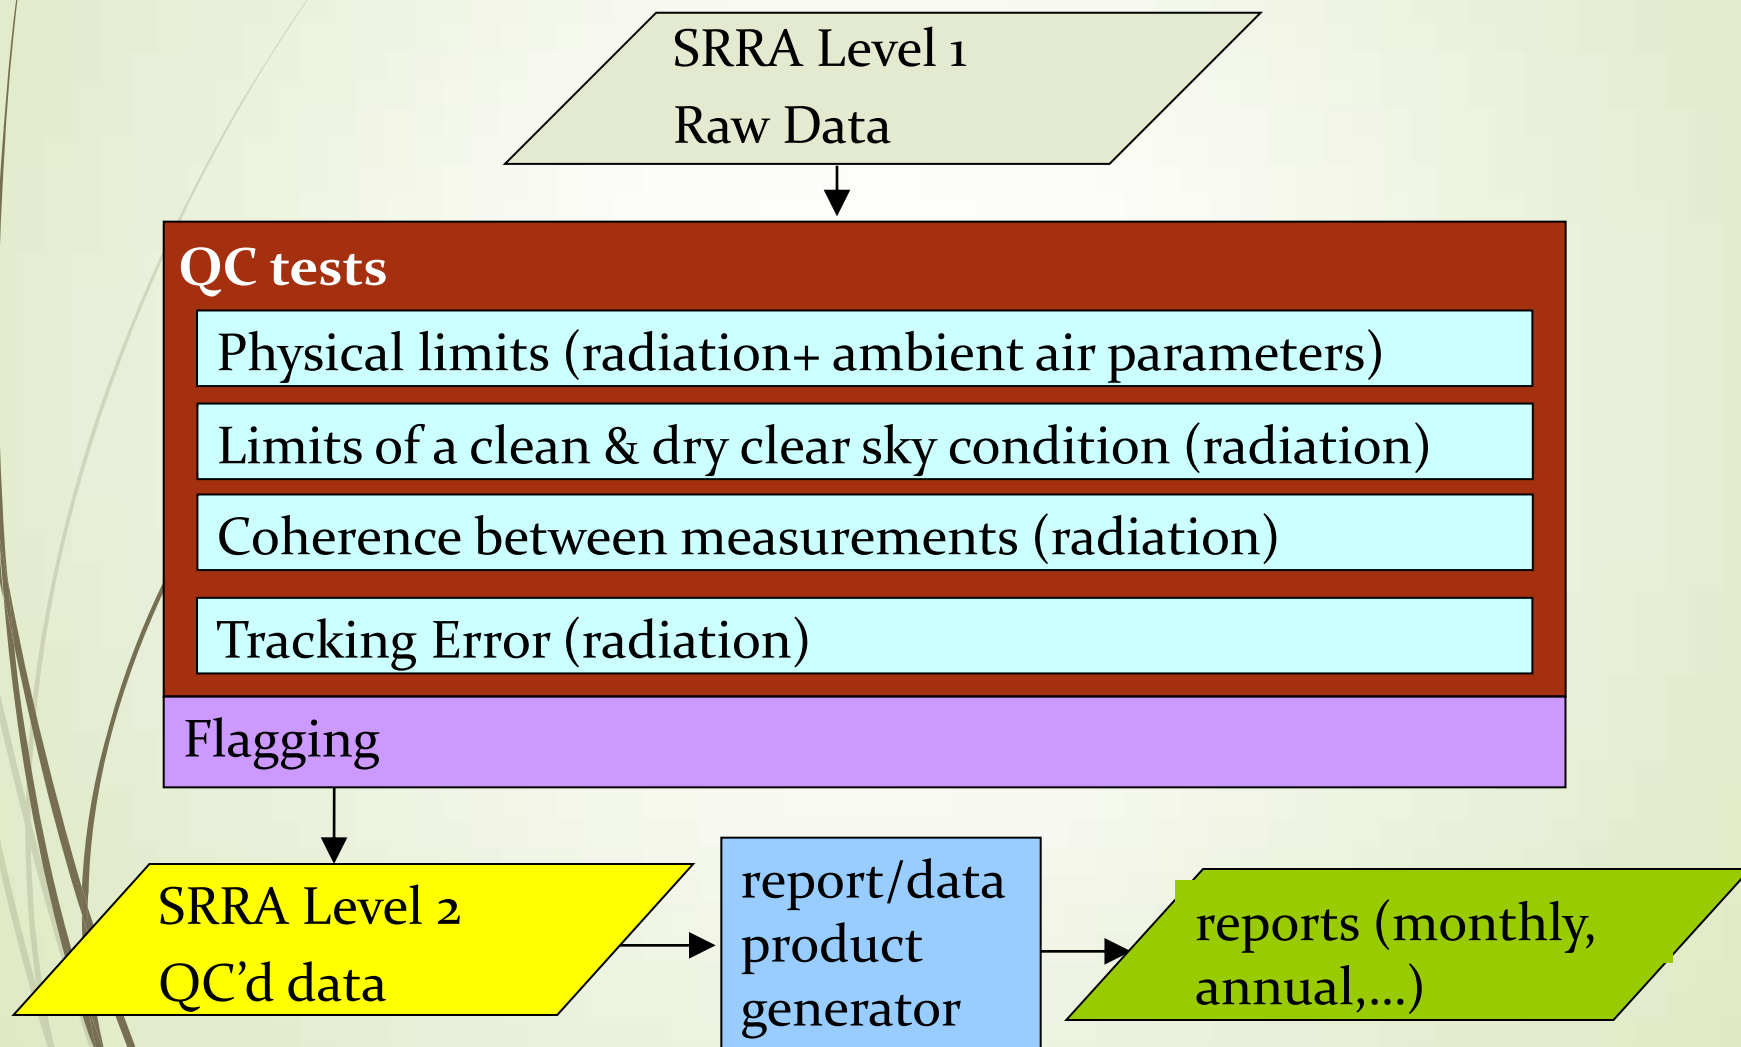 SRRA Level 1
Raw Data
QC tests
Physical limits (radiation+ ambient air parameters)
Limits of a clean & dry clear sky condition (radiation)
Coherence between measurements (radiation)
Tracking Error (radiation)
Flagging
SRRA Level 2
QC’d data
report/data
product
generator
reports (monthly,
annual,...)